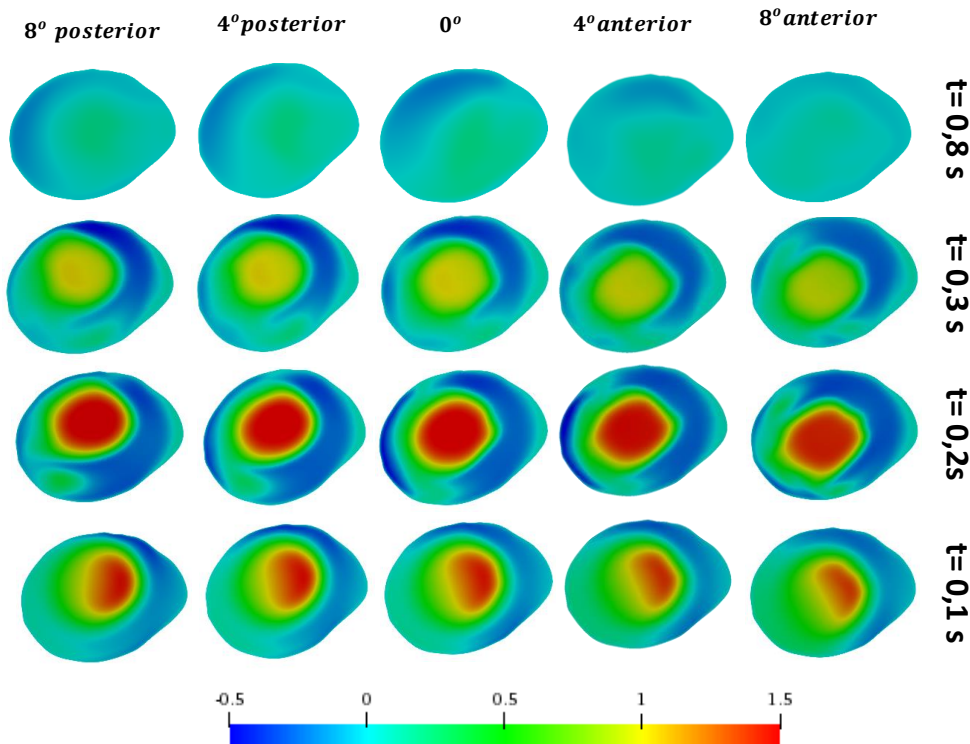 8° posterior 4° posterior 0° 4° anterior 8° anterior
t= 0,8 s
t= 0,3 s
t= 0,2s
t= 0,1 s
-0.5 0 0.5 1 1.5